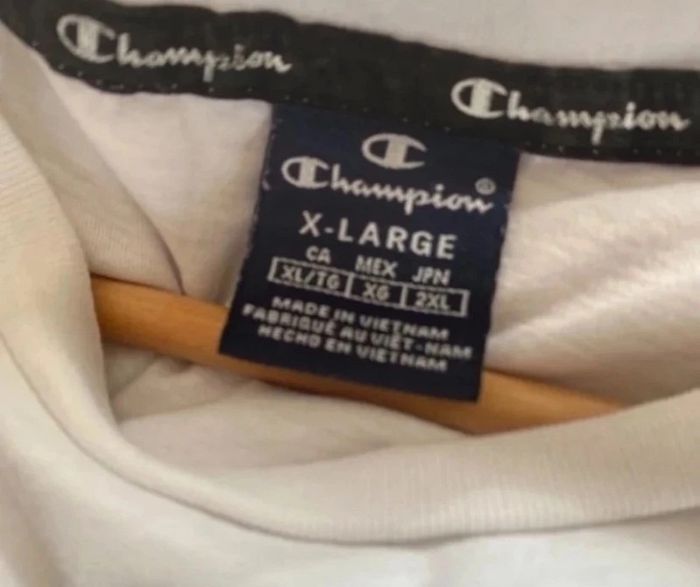 Champion
Champion
Champion®
X-LARGE
CA MEX JPN
XL/TG XG 2XL
MADE IN VIETNAM
FABRIQUÉ AU VIÊT-NAM
HECHO EN VIETNAM